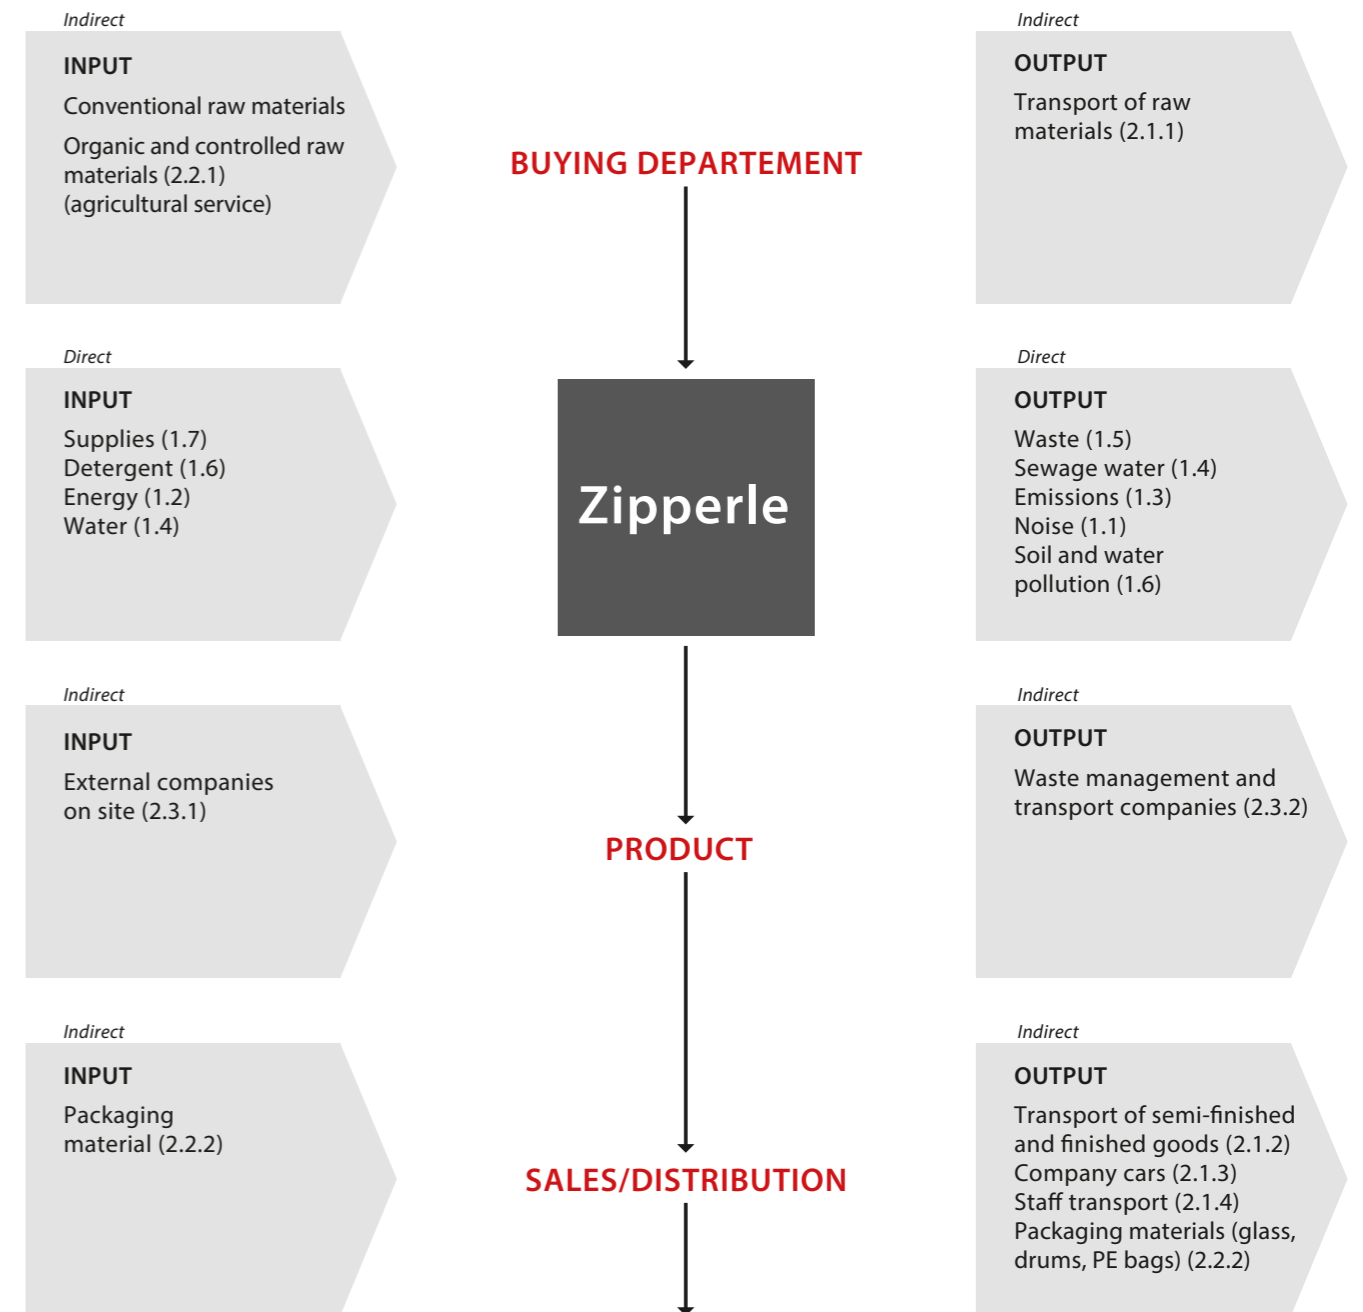 Indirect
INPUT
Conventional raw materials
Organic and controlled raw
materials (2.2.1)
(agricultural service)
BUYING DEPARTEMENT
Indirect
OUTPUT
Transport of raw
materials (2.1.1)
Direct
INPUT
Supplies (1.7)
Detergent (1.6)
Energy (1.2)
Water (1.4)
Zipperle
Direct
OUTPUT
Waste (1.5)
Sewage water (1.4)
Emissions (1.3)
Noise (1.1)
Soil and water
pollution (1.6)
Indirect
INPUT
External companies
on site (2.3.1)
PRODUCT
Indirect
OUTPUT
Waste management and
transport companies (2.3.2)
Indirect
INPUT
Packaging
material (2.2.2)
SALES/DISTRIBUTION
Indirect
OUTPUT
Transport of semi-finished
and finished goods (2.1.2)
Company cars (2.1.3)
Staff transport (2.1.4)
Packaging materials (glass,
drums, PE bags) (2.2.2)